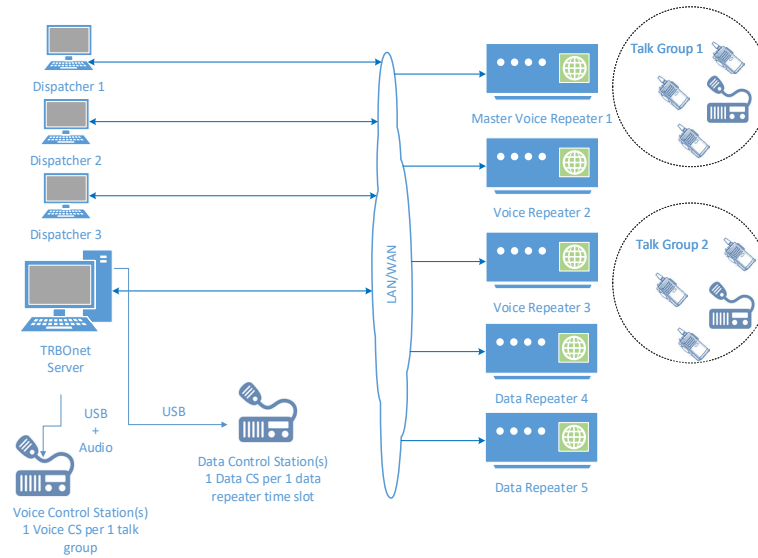 Dispatcher 1
Dispatcher 2
Dispatcher 3
TRBOnet
Server
USB
+
Audio
USB
Voice Control Station(s)
1 Voice CS per 1 talk
group
Data Control Station(s)
1 Data CS per 1 data
repeater time slot
LAN/WAN
Master Voice Repeater 1
Voice Repeater 2
Voice Repeater 3
Data Repeater 4
Data Repeater 5
Talk Group 1
Talk Group 2